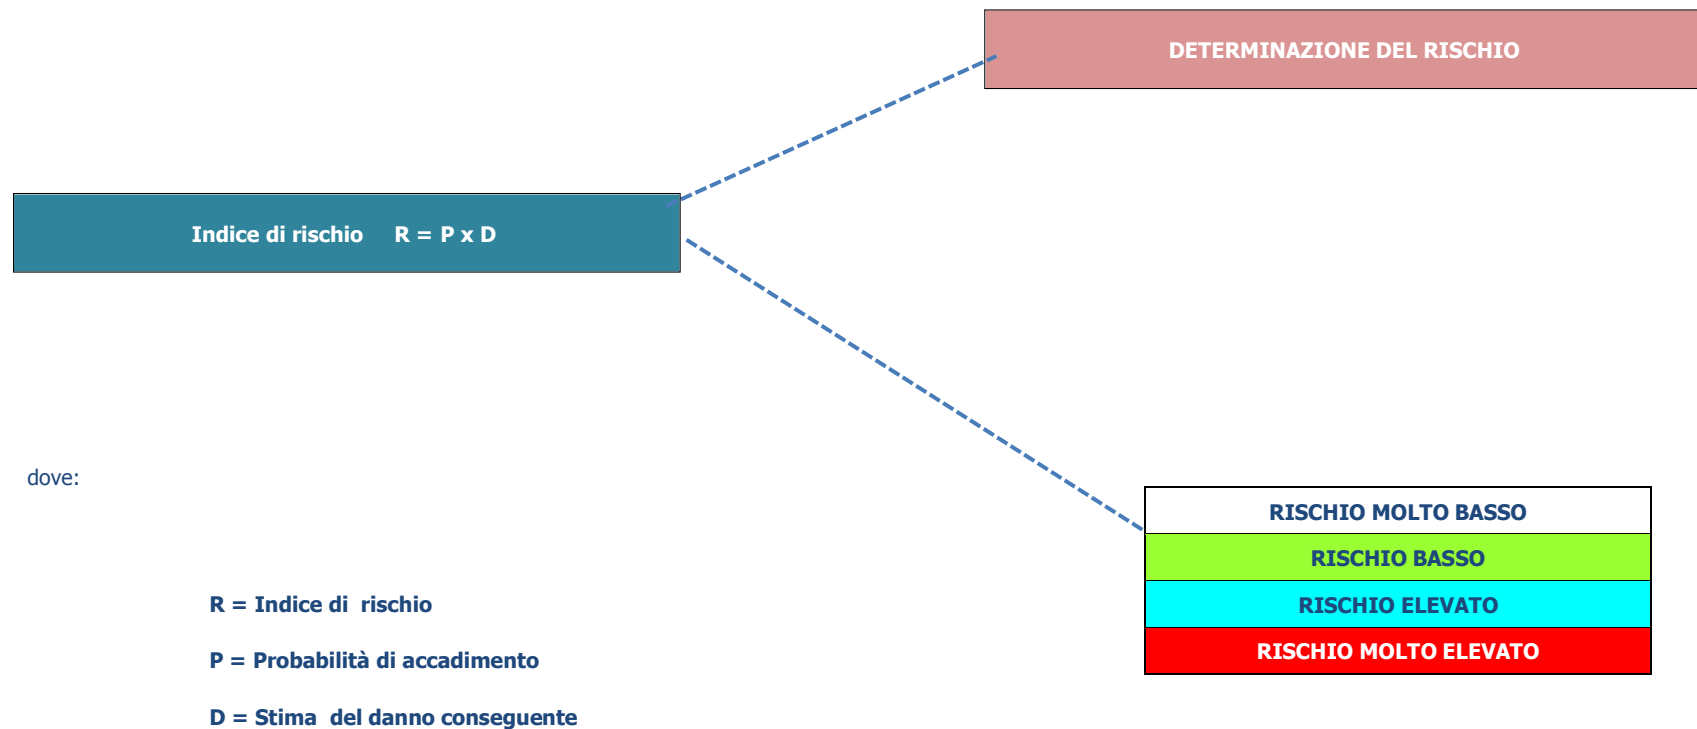 DETERMINAZIONE DEL RISCHIO
Indice di rischio R = P x D
dove:
RISCHIO MOLTO BASSO
RISCHIO BASSO
RISCHIO ELEVATO
RISCHIO MOLTO ELEVATO
R = Indice di rischio
P = Probabilità di accadimento
D = Stima del danno conseguente